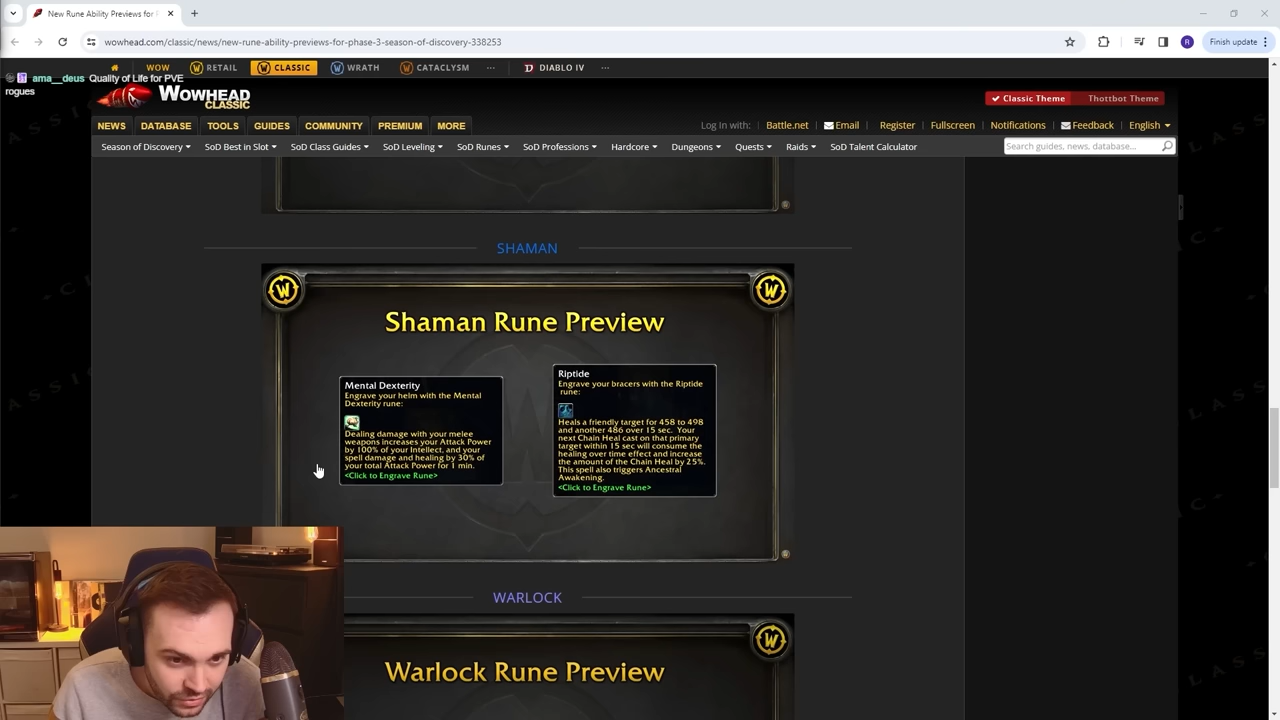 New Rune Ability Previews for P
wowhead.com/classic/news/new-rune-ability-previews-for-phase-3-season-of-discovery-338253
R
Finish update
WOW RETAIL CLASSIC WRATH CATACLYSM DIABLO IV
ama__deus Quality of Life for PVE
rogues
WOWHEAD
CLASSIC
Classic Theme Thottbot Theme
NEWS DATABASE TOOLS GUIDES COMMUNITY PREMIUM MORE
Log In with: Battle.net Email Register Fullscreen Notifications Feedback English
Season of Discovery SoD Best in Slot SoD Class Guides SoD Leveling SoD Runes SoD Professions Hardcore Dungeons Quests Raids SoD Talent Calculator
Search guides, news, database...
SHAMAN
Shaman Rune Preview
Mental Dexterity
Engrave your helm with the Mental
Dexterity rune:
Dealing damage with your melee
weapons increases your Attack Power
by 100% of your Intellect, and your
spell damage and healing by 30% of
your total Attack Power for 1 min.
<Click to Engrave Rune>
Riptide
Engrave your bracers with the Riptide
rune:
Heals a friendly target for 458 to 498
and another 486 over 15 sec. Your
next Chain Heal cast on that primary
target within 15 sec will consume the
healing over time effect and increase
the amount of the Chain Heal by 25%.
This spell also triggers Ancestral
Awakening.
<Click to Engrave Rune>
WARLOCK
Warlock Rune Preview